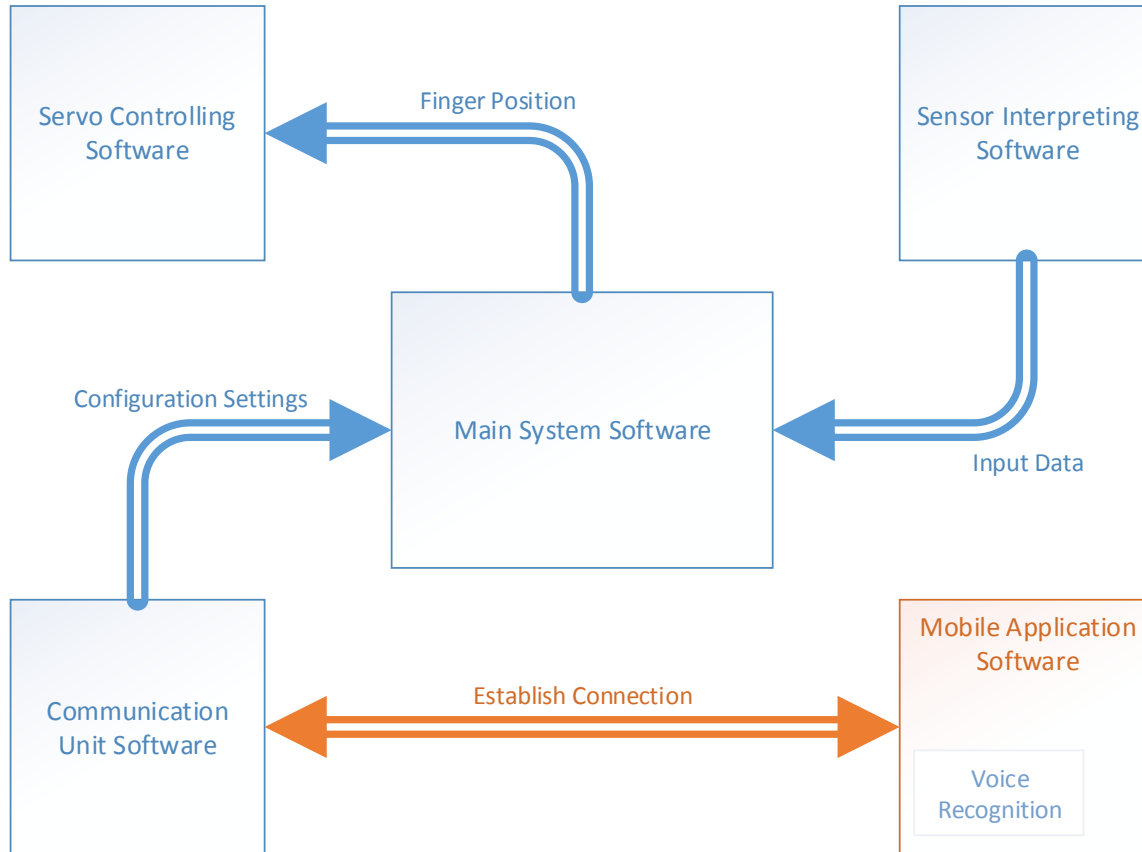 Servo Controlling
Software
Finger Position
Sensor Interpreting
Software
Configuration Settings
Main System Software
Input Data
Communication
Unit Software
Establish Connection
Mobile Application
Software
Voice
Recognition